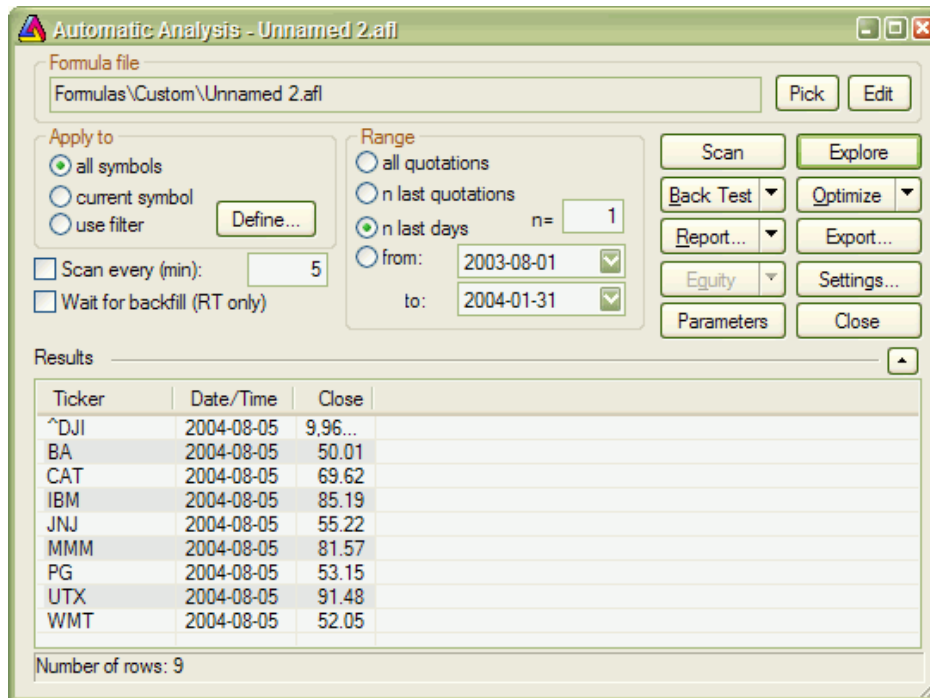 Automatic Analysis - Unnamed 2.afl
Formula file
Formulas\Custom\Unnamed 2.afl Pick Edit
Apply to
all symbols
current symbol
use filter Define...
Scan every (min): 5
Wait for backfill (RT only)
Range
all quotations
n last quotations
n last days n= 1
from: 2003-08-01
to: 2004-01-31
Scan Explore
Back Test Optimize
Report... Export...
Equity Settings...
Parameters Close
Results
Ticker Date/Time Close
^DJI 2004-08-05 9,96...
BA 2004-08-05 50.01
CAT 2004-08-05 69.62
IBM 2004-08-05 85.19
JNJ 2004-08-05 55.22
MMM 2004-08-05 81.57
PG 2004-08-05 53.15
UTX 2004-08-05 91.48
WMT 2004-08-05 52.05
Number of rows: 9